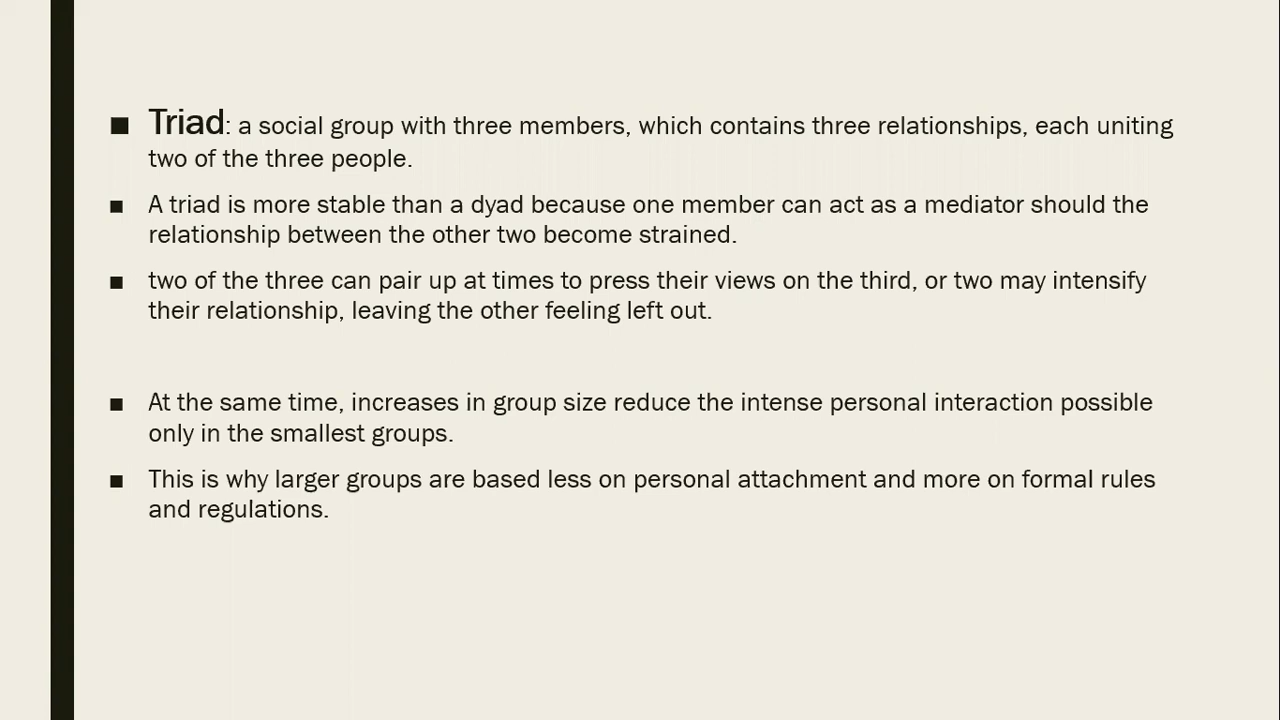 ■ Triad: a social group with three members, which contains three relationships, each uniting
two of the three people.
■ A triad is more stable than a dyad because one member can act as a mediator should the
relationship between the other two become strained.
■ two of the three can pair up at times to press their views on the third, or two may intensify
their relationship, leaving the other feeling left out.
■ At the same time, increases in group size reduce the intense personal interaction possible
only in the smallest groups.
■ This is why larger groups are based less on personal attachment and more on formal rules
and regulations.